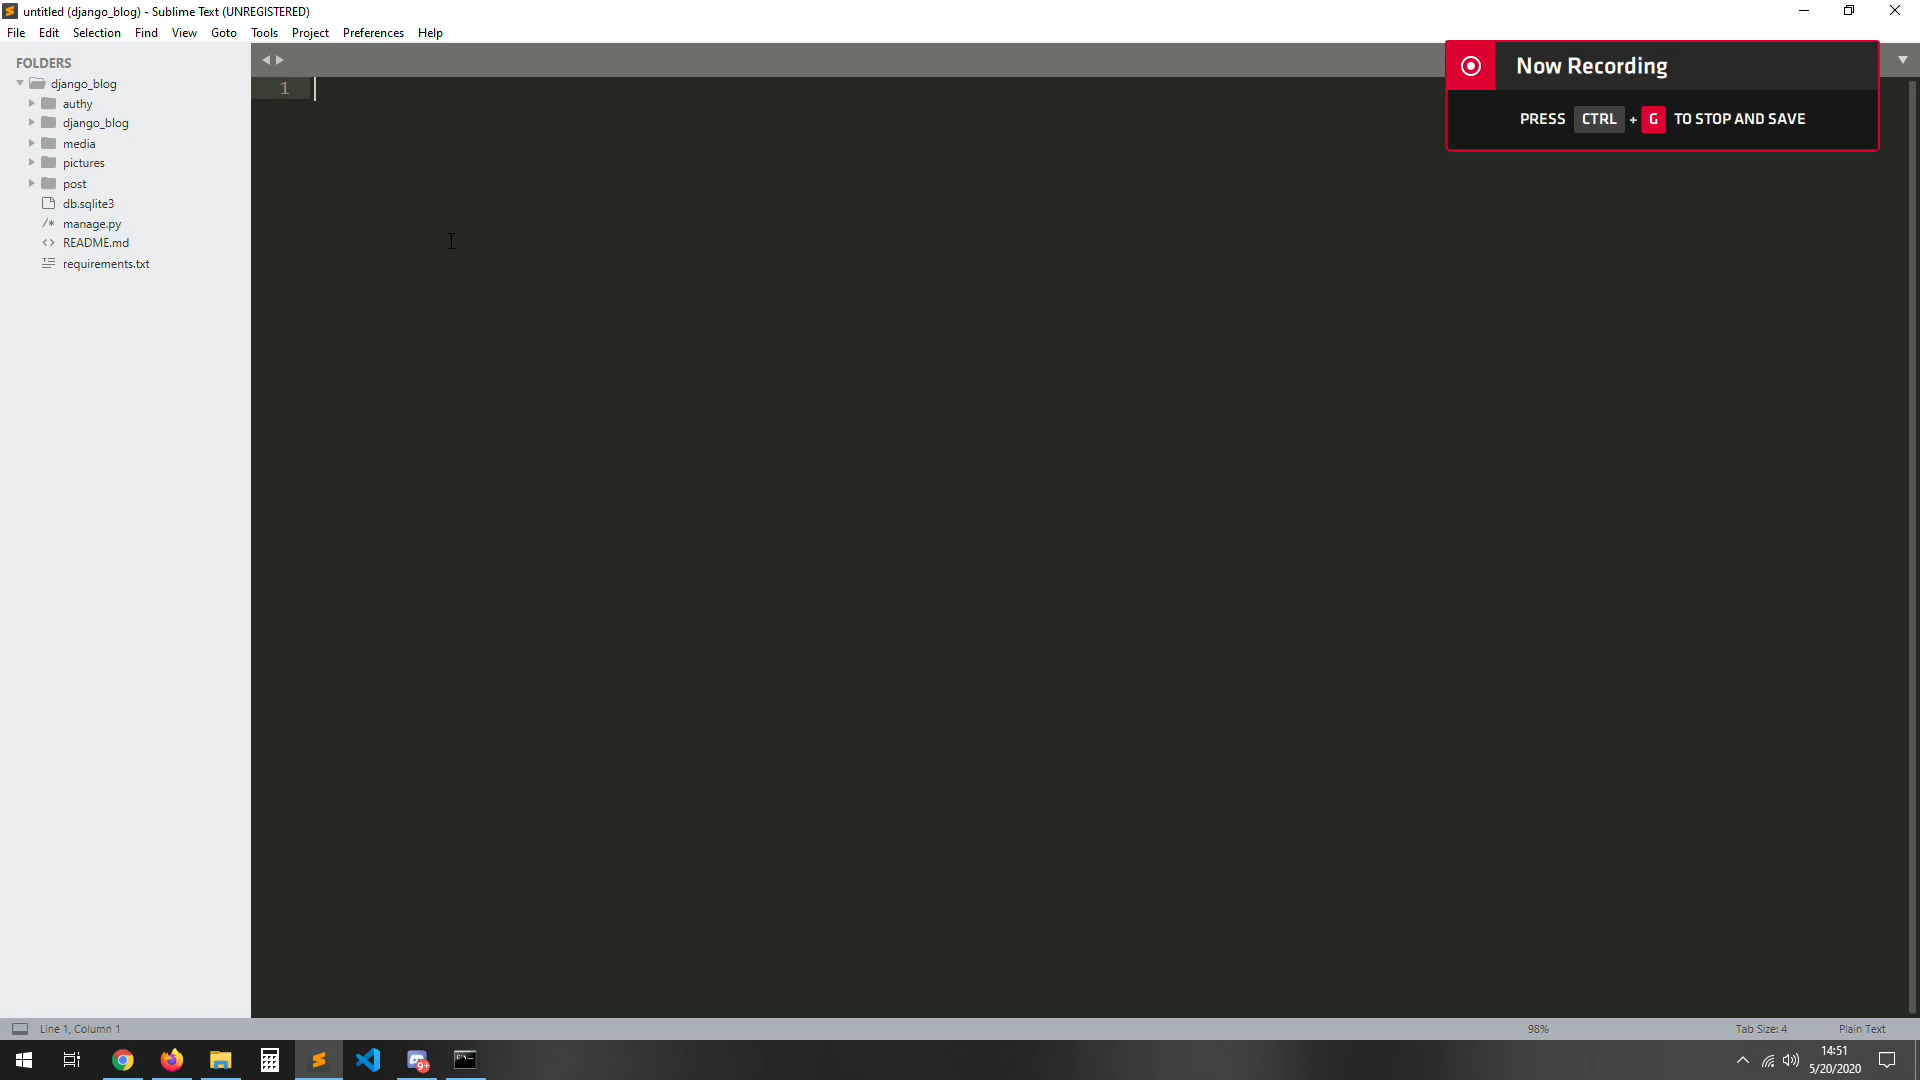 untitled (django_blog) - Sublime Text (UNREGISTERED)
File Edit Selection Find View Goto Tools Project Preferences Help
FOLDERS
django_blog
authy
django_blog
media
pictures
post
db.sqlite3
/* manage.py
<> README.md
requirements.txt
1
Now Recording
PRESS CTRL + G TO STOP AND SAVE
Line 1, Column 1 98% Tab Size: 4 Plain Text
9+
14:51
5/20/2020